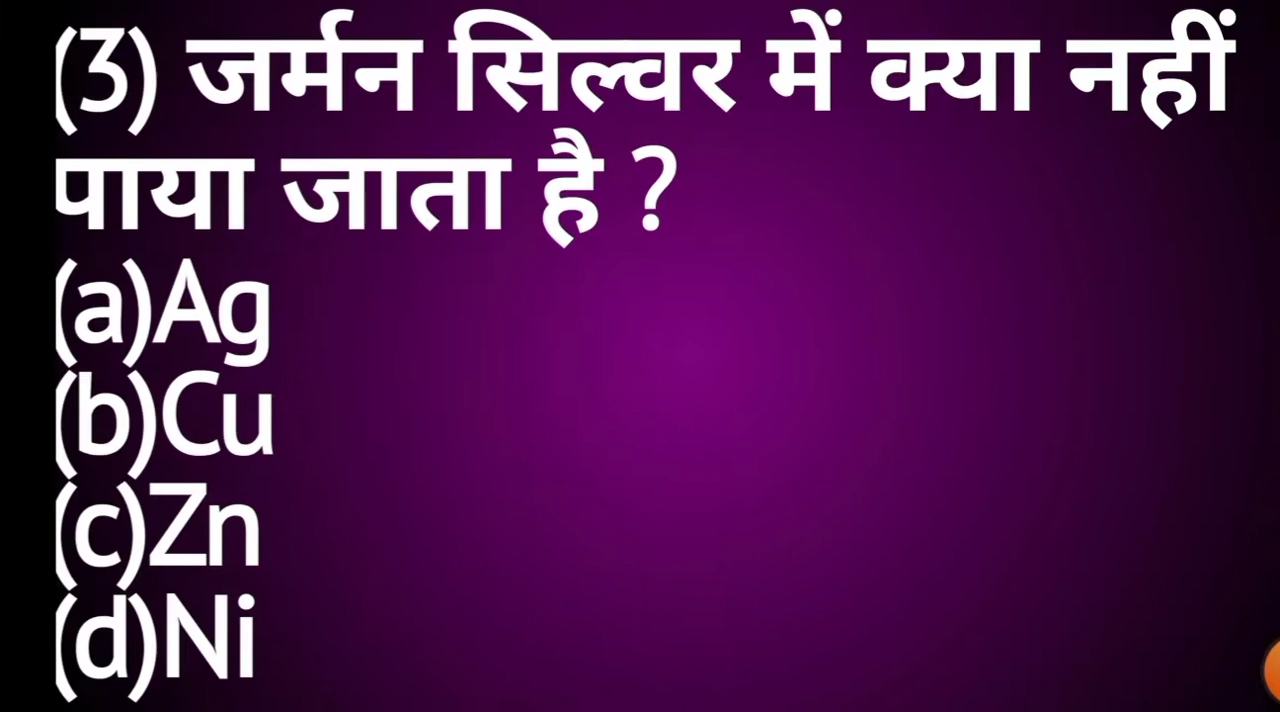 (3) जर्मन सिल्वर में क्या नहीं
पाया जाता है ?
(a)Ag
(b)Cu
(c)Zn
(d)Ni